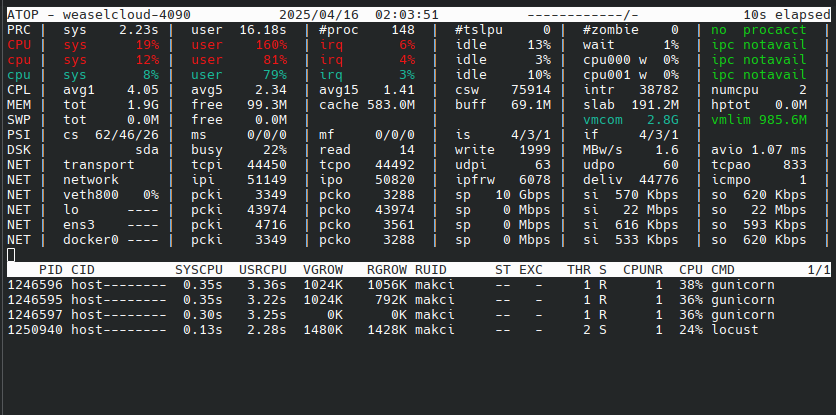 ATOP - weaselcloud-4090 2025/04/16 02:03:51 ------------/- 10s elapsed
PRC | sys 2.23s | user 16.18s | #proc 148 | #tslpu 0 | #zombie 0 | no procacct |
CPU | sys 19% | user 160% | irq 6% | idle 13% | wait 1% | ipc notavail |
cpu | sys 12% | user 81% | irq 4% | idle 3% | cpu000 w 0% | ipc notavail |
cpu | sys 8% | user 79% | irq 3% | idle 10% | cpu001 w 0% | ipc notavail |
CPL | avg1 4.05 | avg5 2.34 | avg15 1.41 | csw 75914 | intr 38782 | numcpu 2 |
MEM | tot 1.9G | free 99.3M | cache 583.0M | buff 69.1M | slab 191.2M | hptot 0.0M |
SWP | tot 0.0M | free 0.0M | | | vmcom 2.8G | vmlim 985.6M |
PSI | cs 62/46/26 | ms 0/0/0 | mf 0/0/0 | is 4/3/1 | if 4/3/1 | |
DSK | sda | busy 22% | read 14 | write 1999 | MBw/s 1.6 | avio 1.07 ms |
NET | transport | tcpi 44450 | tcpo 44492 | udpi 63 | udpo 60 | tcpao 833 |
NET | network | ipi 51149 | ipo 50820 | ipfrw 6078 | deliv 44776 | icmpo 1 |
NET | veth800 0% | pcki 3349 | pcko 3288 | sp 10 Gbps | si 570 Kbps | so 620 Kbps |
NET | lo ---- | pcki 43974 | pcko 43974 | sp 0 Mbps | si 22 Mbps | so 22 Mbps |
NET | ens3 ---- | pcki 4716 | pcko 3561 | sp 0 Mbps | si 616 Kbps | so 593 Kbps |
NET | docker0 ---- | pcki 3349 | pcko 3288 | sp 0 Mbps | si 533 Kbps | so 620 Kbps |
PID CID SYSCPU USRCPU VGROW RGROW RUID ST EXC THR S CPUNR CPU CMD 1/1
1246596 host-------- 0.35s 3.36s 1024K 1056K makci -- - 1 R 1 38% gunicorn
1246595 host-------- 0.35s 3.22s 1024K 792K makci -- - 1 R 1 36% gunicorn
1246597 host-------- 0.30s 3.25s 0K 0K makci -- - 1 R 1 36% gunicorn
1250940 host-------- 0.13s 2.28s 1480K 1428K makci -- - 2 S 1 24% locust